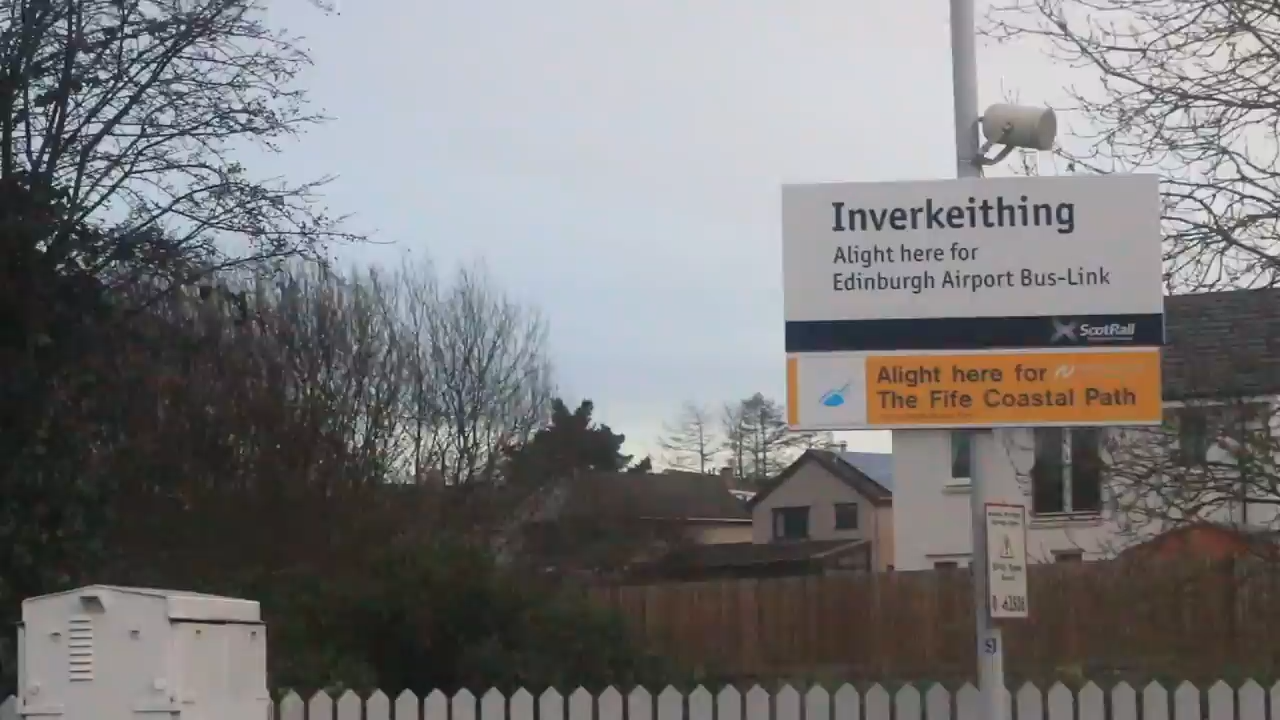 Inverkeithing
Alight here for
Edinburgh Airport Bus-Link
ScotRail
Alight here for
The Fife Coastal Path